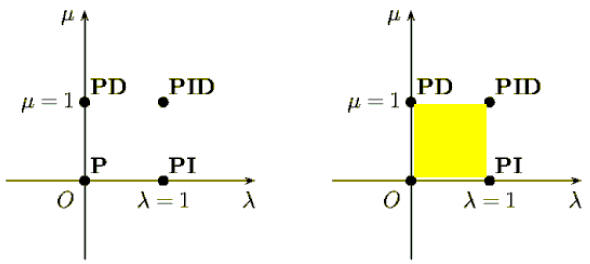 μ
PD PID
μ = 1
P PI
O λ = 1 λ
μ
PD PID
μ = 1
PI
O λ = 1 λ